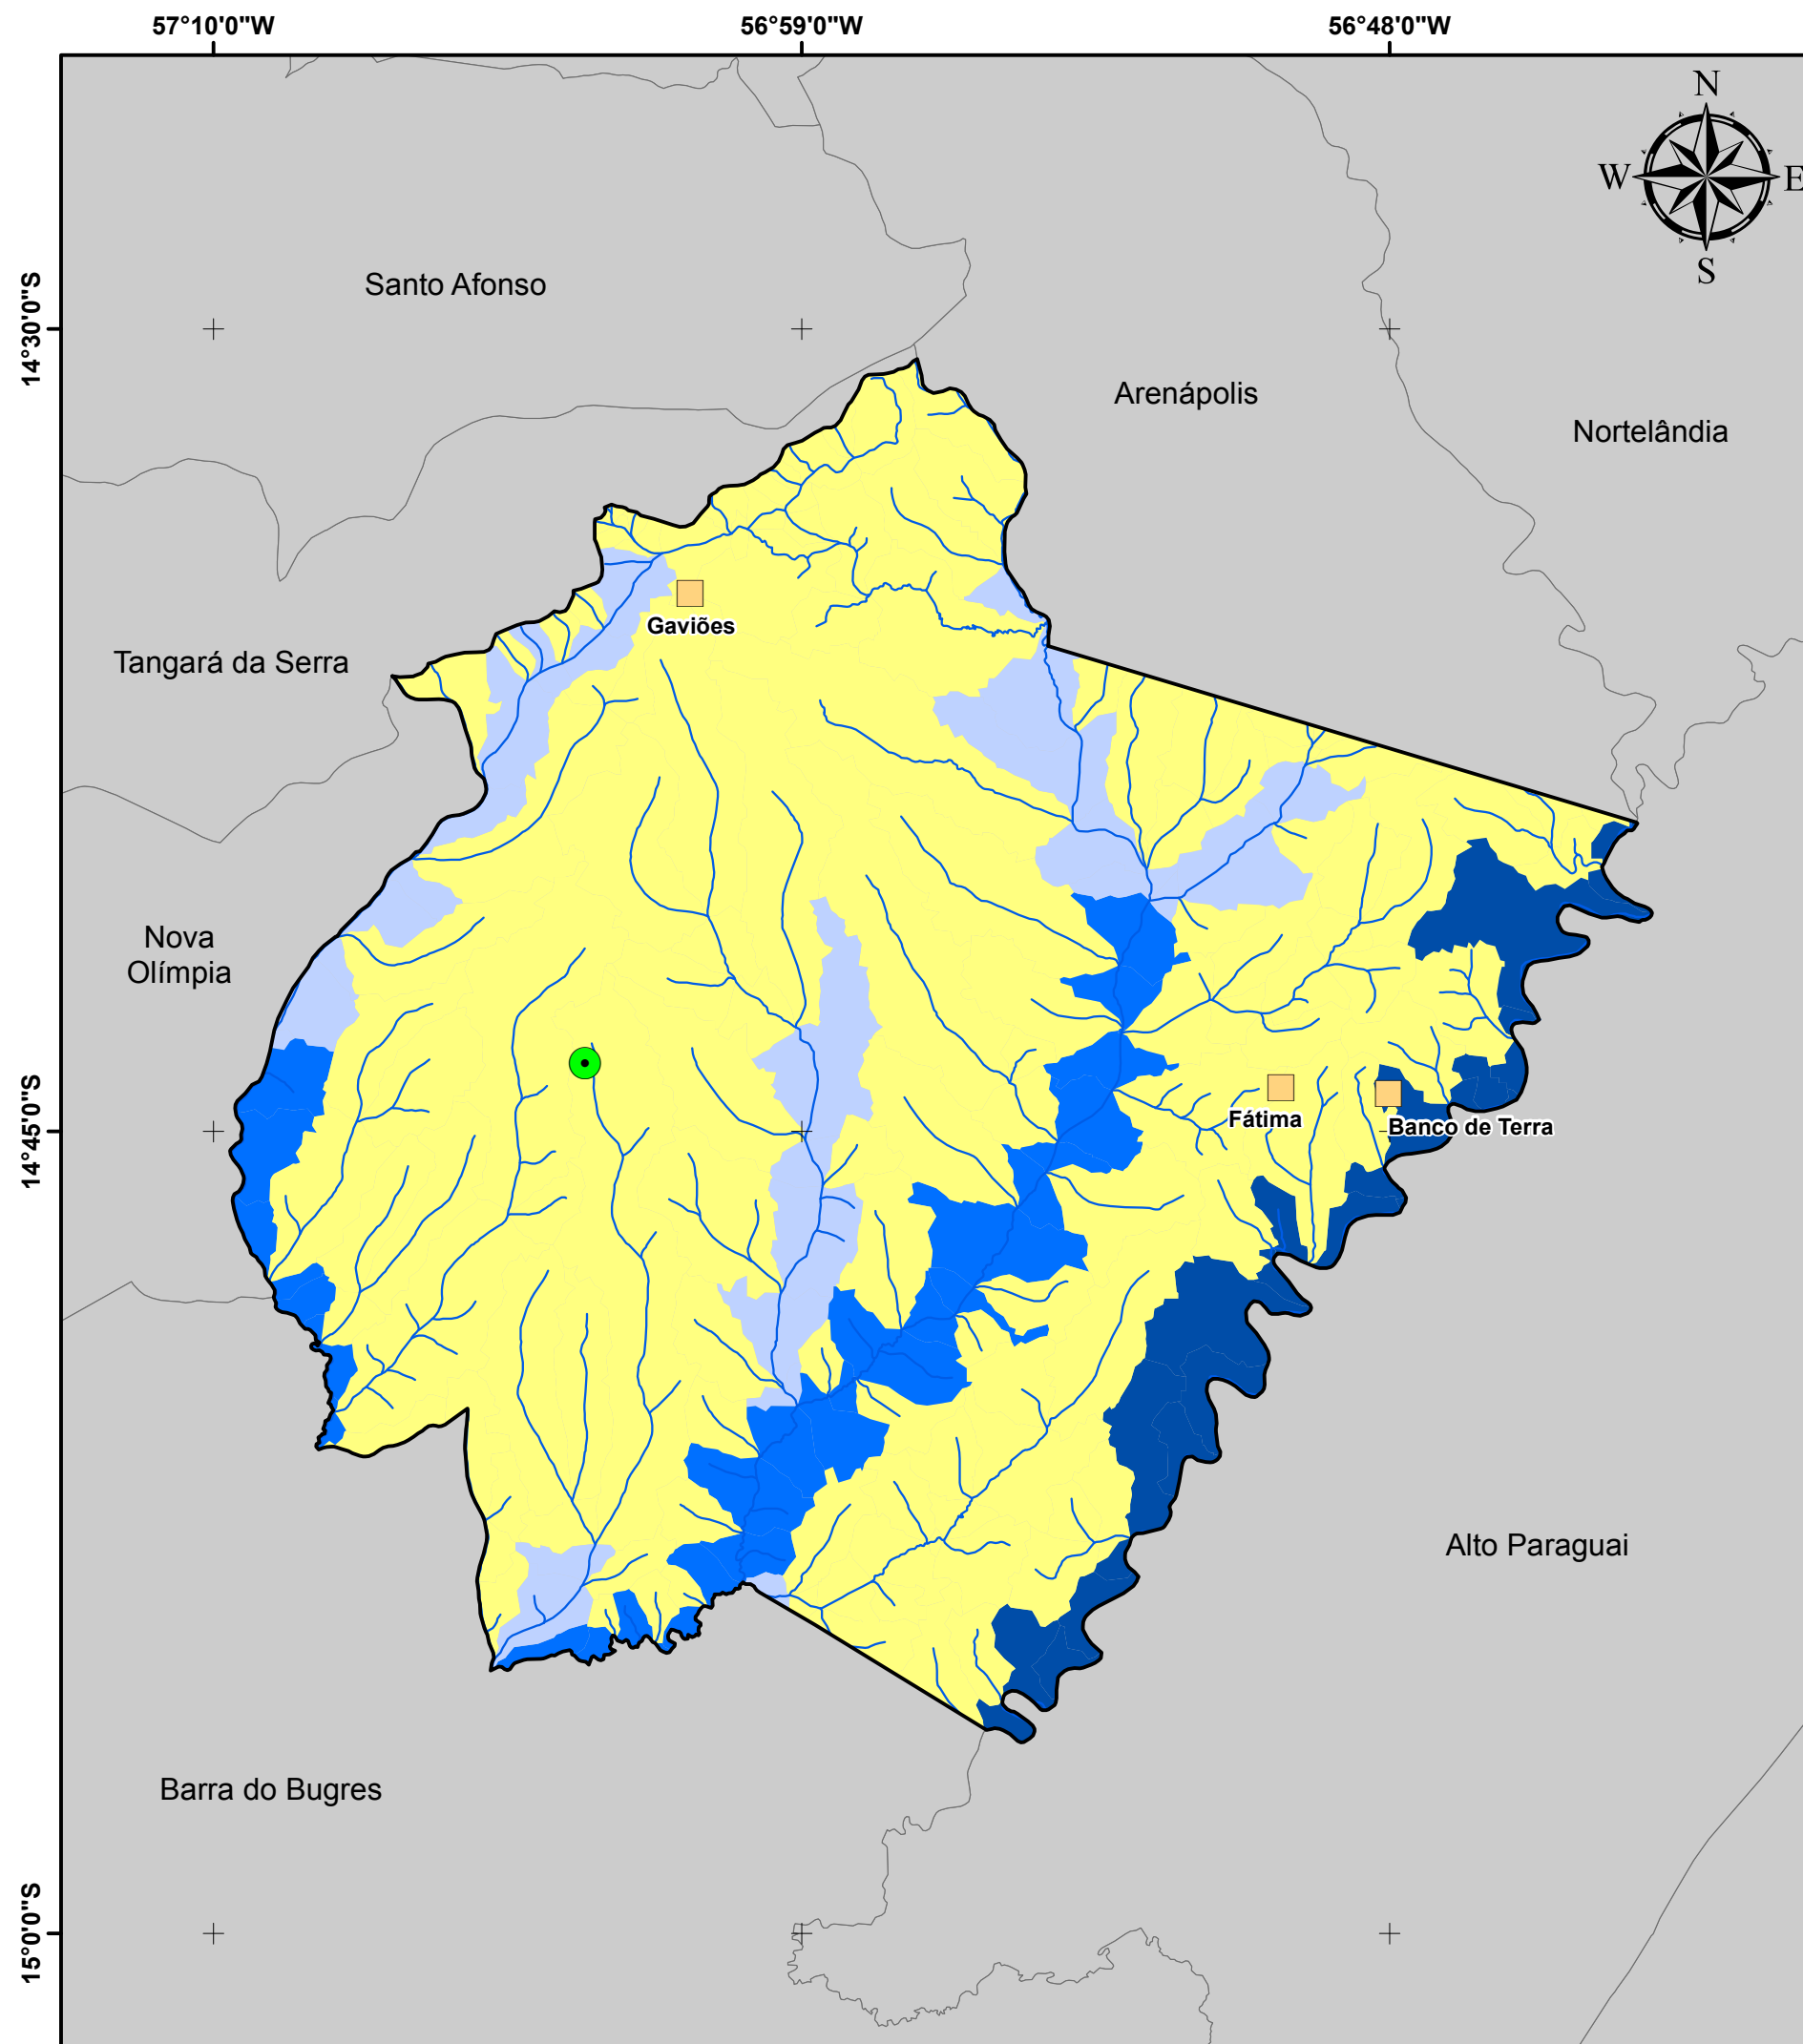 57°10'0"W
56°59'0"W
56°48'0"W
N
W
E
S
14°30'0"S
14°45'0"S
15°0'0"S
Santo Afonso
Arenápolis
Nortelândia
Gaviões
Tangará da Serra
Nova
Olímpia
Fátima
Banco de Terra
Alto Paraguai
Barra do Bugres